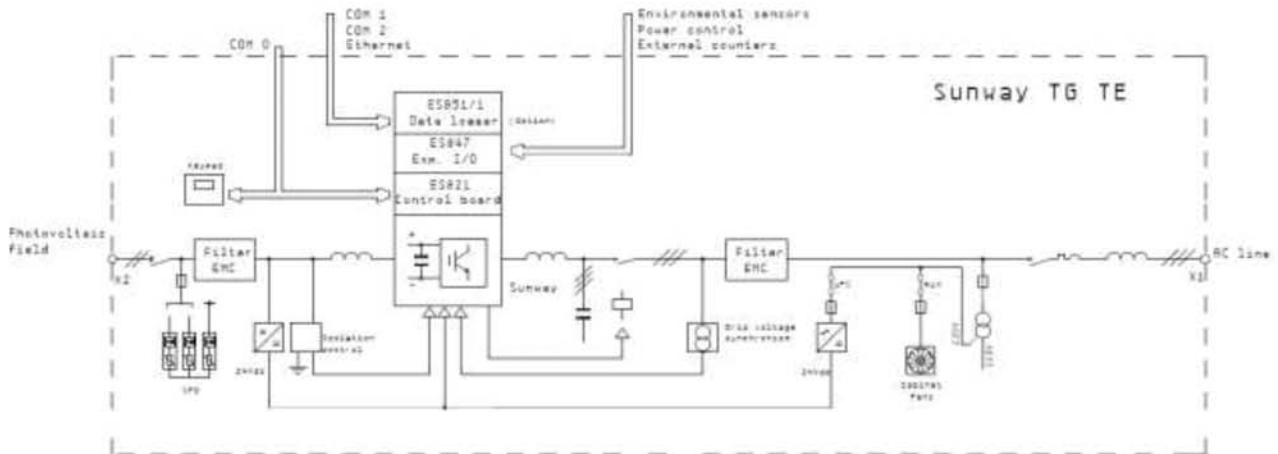 COM 1
COM 2
Ethernet
COM 0
Environmental sensors
Power control
External counters
Sunway TG TE
ES851/1
Data logger
(Option)
ES847
Exp. I/O
ES821
Control board
Keypad
Photovoltaic
field
X2
Filter
EMC
+
-
Sunway
Filter
EMC
AC line
X1
Isolation
control
24Vdc
SPD
Grid voltage
synchronism
24Vdc
Cabinet
Fans